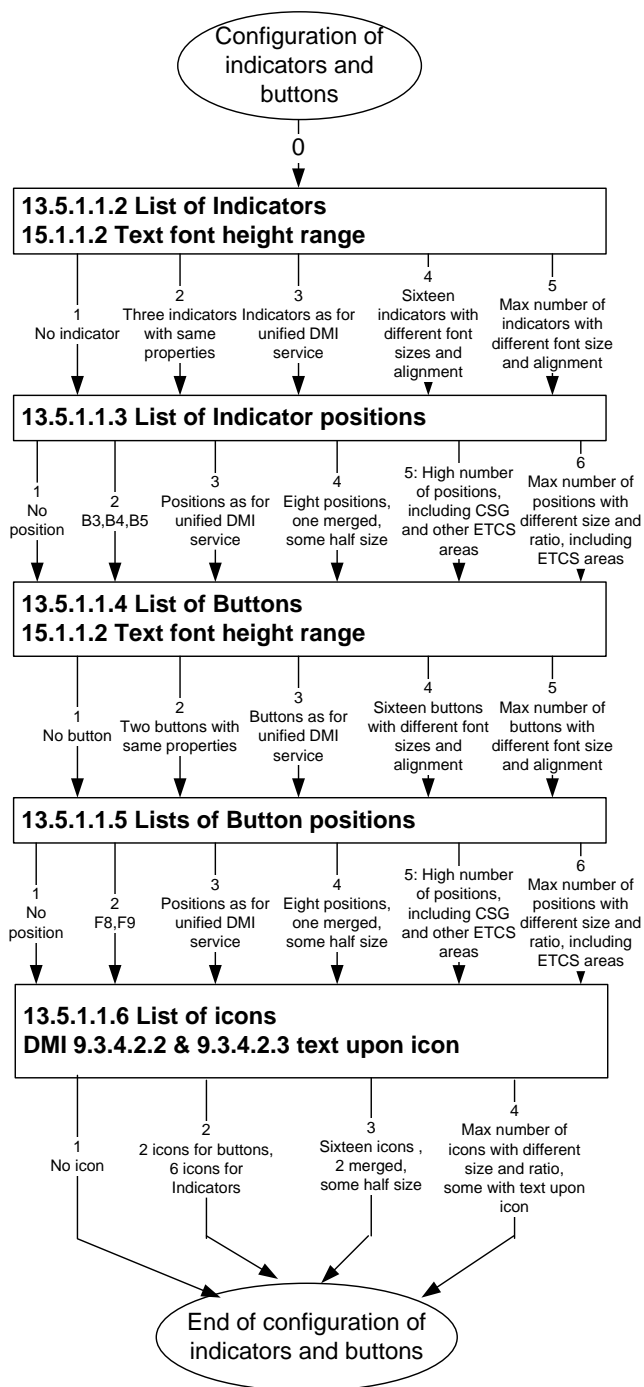 Configuration of
indicators and
buttons
0
13.5.1.1.2 List of Indicators
15.1.1.2 Text font height range
1
No indicator
2
Three indicators
with same
properties
3
Indicators as for
unified DMI
service
4
Sixteen
indicators with
different font
sizes and
alignment
5
Max number of
indicators with
different font size
and alignment
13.5.1.1.3 List of Indicator positions
1
No
position
2
B3,B4,B5
3
Positions as for
unified DMI
service
4
Eight positions,
one merged,
some half size
5: High number
of positions,
including CSG
and other ETCS
areas
6
Max number of
positions with
different size and
ratio, including
ETCS areas
13.5.1.1.4 List of Buttons
15.1.1.2 Text font height range
1
No button
2
Two buttons with
same properties
3
Buttons as for
unified DMI
service
4
Sixteen buttons
with different font
sizes and
alignment
5
Max number of
buttons with
different font size
and alignment
13.5.1.1.5 Lists of Button positions
1
No
position
2
F8,F9
3
Positions as for
unified DMI
service
4
Eight positions,
one merged,
some half size
5: High number
of positions,
including CSG
and other ETCS
areas
6
Max number of
positions with
different size and
ratio, including
ETCS areas
13.5.1.1.6 List of icons
DMI 9.3.4.2.2 & 9.3.4.2.3 text upon icon
1
No icon
2
2 icons for buttons,
6 icons for
Indicators
3
Sixteen icons ,
2 merged,
some half size
4
Max number of
icons with different
size and ratio,
some with text upon
icon
End of configuration of
indicators and buttons